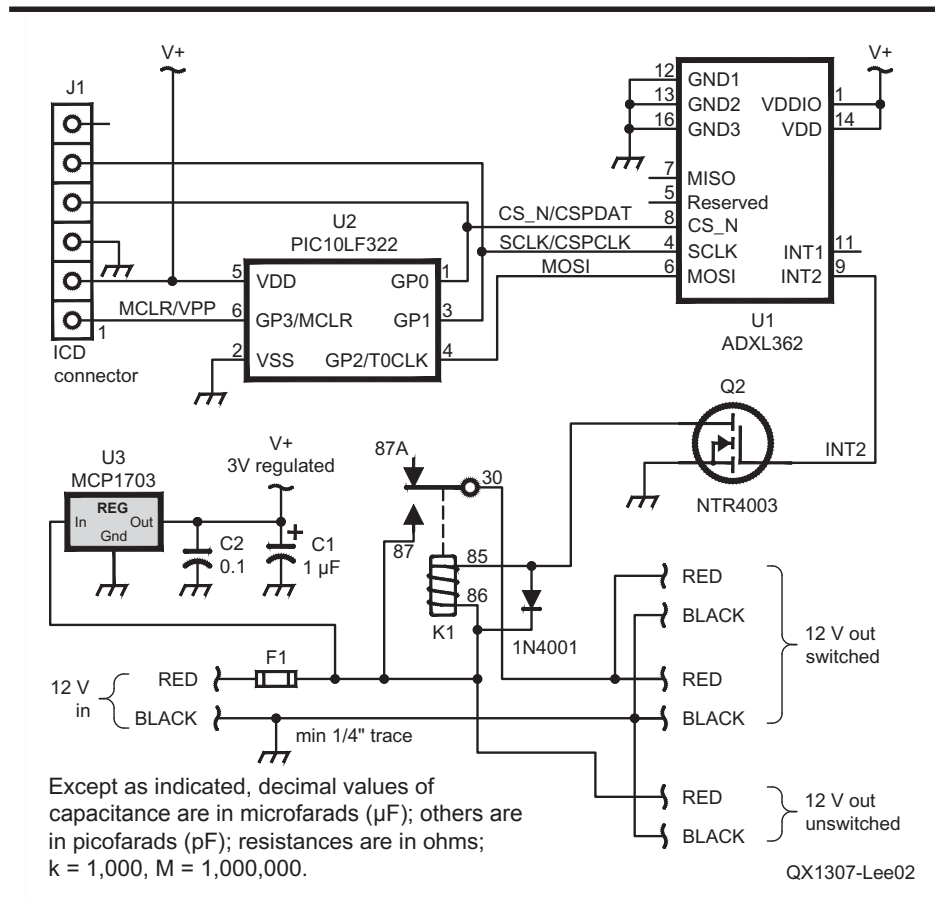 V+
J1
ICD
connector
1
MCLR/VPP
U2
PIC10LF322
5 VDD GP0 1
6 GP3/MCLR GP1 3
2 VSS GP2/T0CLK 4
CS_N/CSPDAT
SCLK/CSPCLK
MOSI
V+
12 GND1
13 GND2 VDDIO 1
16 GND3 VDD 14
7 MISO
5 Reserved
8 CS_N
4 SCLK INT1 11
6 MOSI INT2 9
U1
ADXL362
Q2
INT2
NTR4003
U3
MCP1703
REG
In Out
Gnd
V+
3V regulated
C2
0.1
+
C1
1 µF
87A
30
87
85
86
K1
1N4001
RED
BLACK
RED
BLACK
12 V out
switched
12 V
in
RED
BLACK
F1
min 1/4" trace
RED
BLACK
12 V out
unswitched
Except as indicated, decimal values of
capacitance are in microfarads (µF); others are
in picofarads (pF); resistances are in ohms;
k = 1,000, M = 1,000,000.
QX1307-Lee02